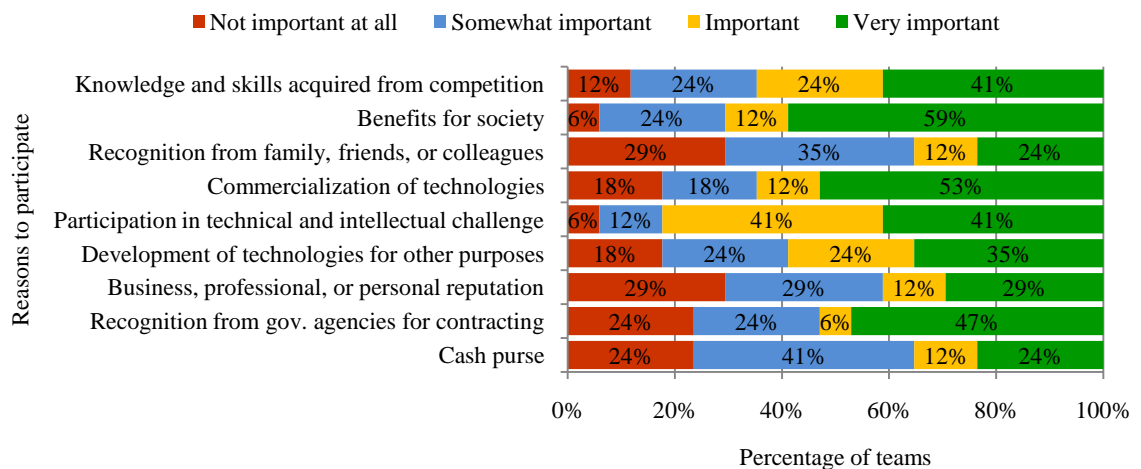 Not important at all Somewhat important Important Very important
Reasons to participate
Knowledge and skills acquired from competition 12% 24% 24% 41%
Benefits for society 6% 24% 12% 59%
Recognition from family, friends, or colleagues 29% 35% 12% 24%
Commercialization of technologies 18% 18% 12% 53%
Participation in technical and intellectual challenge 6% 12% 41% 41%
Development of technologies for other purposes 18% 24% 24% 35%
Business, professional, or personal reputation 29% 29% 12% 29%
Recognition from gov. agencies for contracting 24% 24% 6% 47%
Cash purse 24% 41% 12% 24%
0% 20% 40% 60% 80% 100%
Percentage of teams